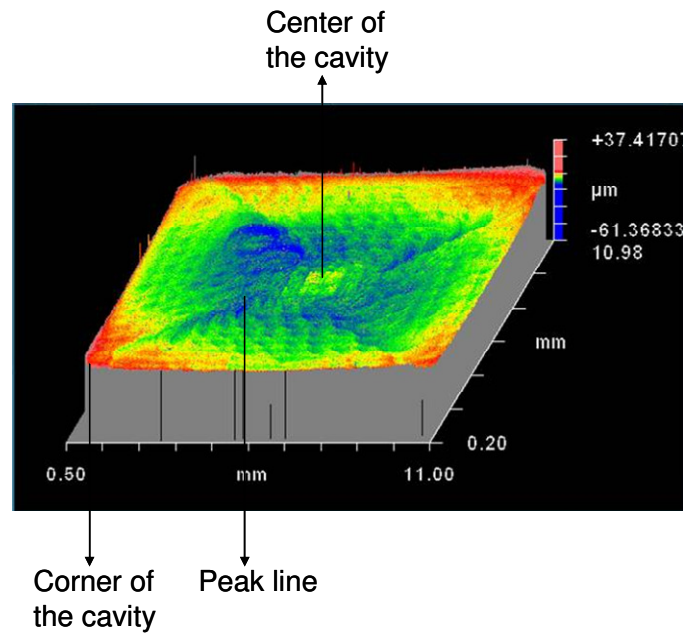 Center of
the cavity
+37.41707
µm
-61.36833
10.98
mm
0.20
0.50 mm 11.00
Corner of Peak line
the cavity